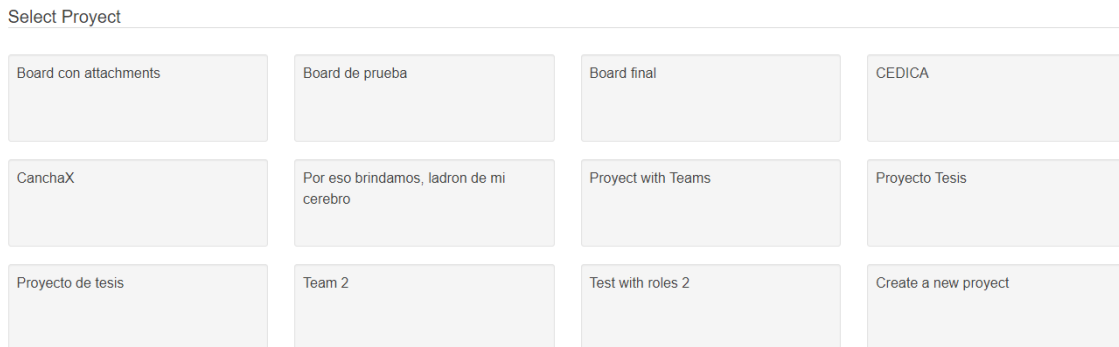 Select Proyect
Board con attachments
Board de prueba
Board final
CEDICA
CanchaX
Por eso brindamos, ladron de mi
cerebro
Proyect with Teams
Proyecto Tesis
Proyecto de tesis
Team 2
Test with roles 2
Create a new proyect